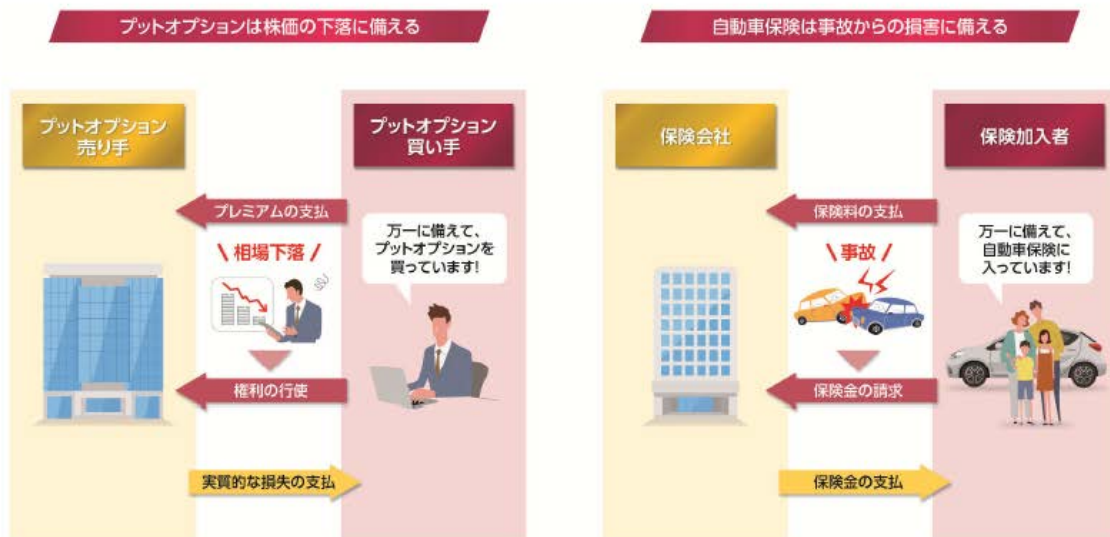 プットオプションは株価の下落に備える
プットオプション
売り手
プットオプション
買い手
プレミアムの支払
\ 相場下落 /
万一に備えて、
プットオプションを
買っています!
権利の行使
実質的な損失の支払
自動車保険は事故からの損害に備える
保険会社
保険加入者
保険料の支払
\ 事故 /
万一に備えて、
自動車保険に
入っています!
保険金の請求
保険金の支払